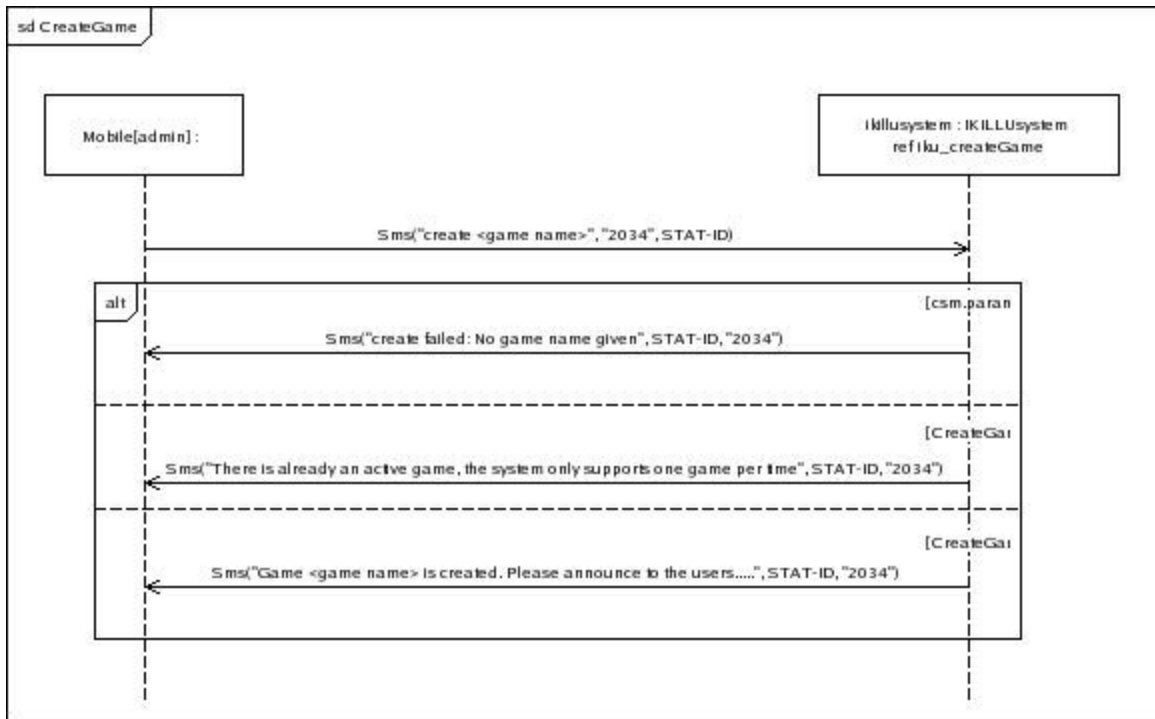 sd CreateGame
Mobile[admin] :
ikillusystem : IKILLUsystem
ref iku_createGame
Sms("create <game name>", "2034", STAT-ID)
alt
[csm.param
Sms("create failed: No game name given", STAT-ID, "2034")
[CreateGar
Sms("There is already an active game, the system only supports one game per time", STAT-ID, "2034")
[CreateGar
Sms("Game <game name> is created. Please announce to the users.....", STAT-ID, "2034")